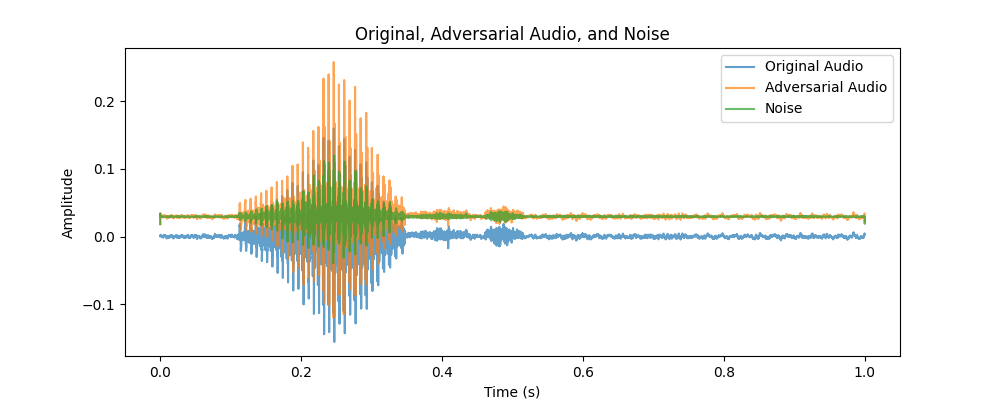 Original, Adversarial Audio, and Noise
Original Audio
Adversarial Audio
Noise
Amplitude
0.2
0.1
0.0
−0.1
0.0 0.2 0.4 0.6 0.8 1.0
Time (s)